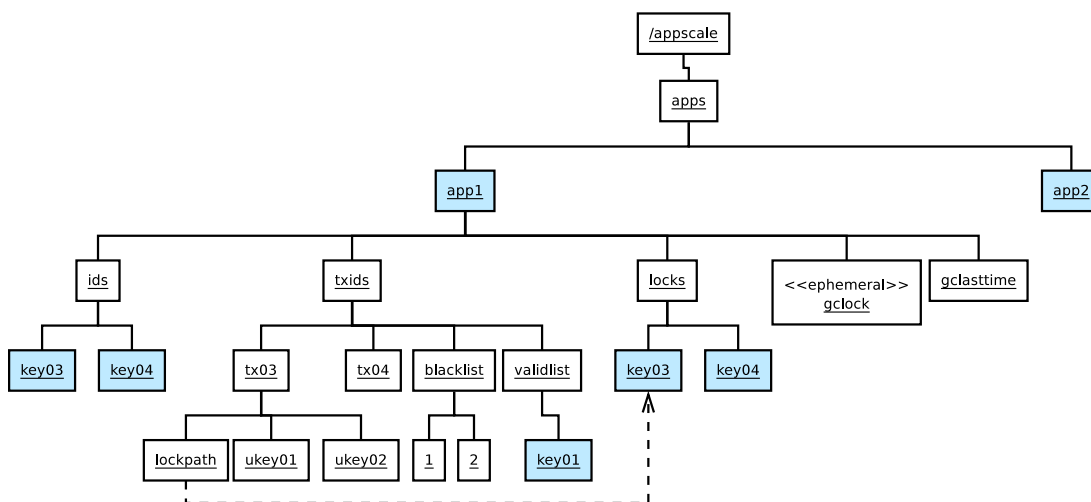 /appscale
apps
app1
app2
ids
txids
locks
<<ephemeral>>
gclock
gclasttime
key03
key04
tx03
tx04
blacklist
validlist
key03
key04
lockpath
ukey01
ukey02
1
2
key01